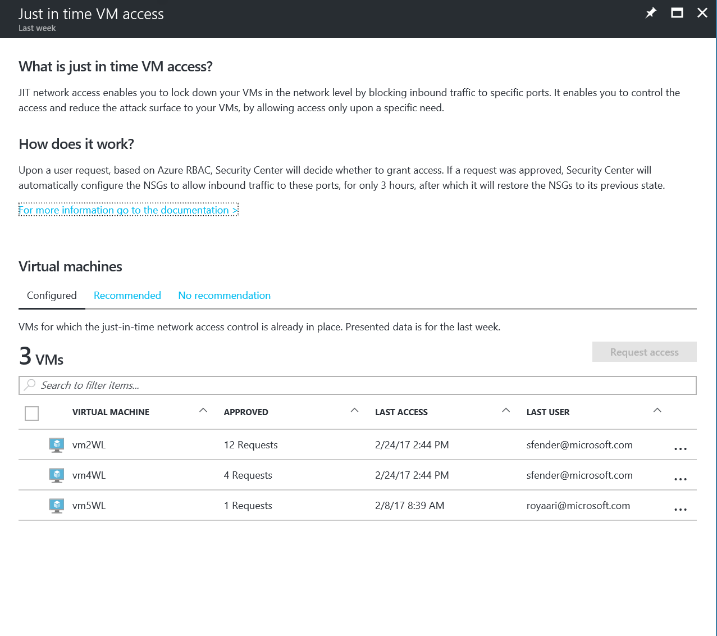 Just in time VM access
Last week
What is just in time VM access?
JIT network access enables you to lock down your VMs in the network level by blocking inbound traffic to specific ports. It enables you to control the
access and reduce the attack surface to your VMs, by allowing access only upon a specific need.
How does it work?
Upon a user request, based on Azure RBAC, Security Center will decide whether to grant access. If a request was approved, Security Center will
automatically configure the NSGs to allow inbound traffic to these ports, for only 3 hours, after which it will restore the NSGs to its previous state.
For more information go to the documentation >
Virtual machines
Configured Recommended No recommendation
VMs for which the just-in-time network access control is already in place. Presented data is for the last week.
3 VMs Request access
Search to filter items...
VIRTUAL MACHINE APPROVED LAST ACCESS LAST USER
vm2WL 12 Requests 2/24/17 2:44 PM sfender@microsoft.com ...
vm4WL 4 Requests 2/24/17 2:44 PM sfender@microsoft.com ...
vm5WL 1 Requests 2/8/17 8:39 AM royaari@microsoft.com ...